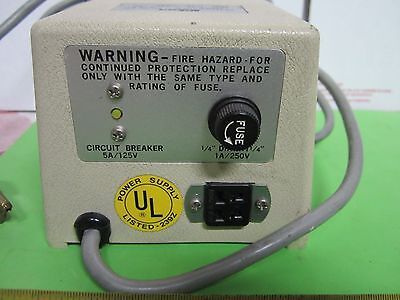 WARNING-FIRE HAZARD-FOR
CONTINUED PROTECTION REPLACE
ONLY WITH THE SAME TYPE AND
RATING OF FUSE.
FUSE
CIRCUIT BREAKER
5A/125V
1A/250V
POWER SUPPLY
UL
®
LISTED-239Z